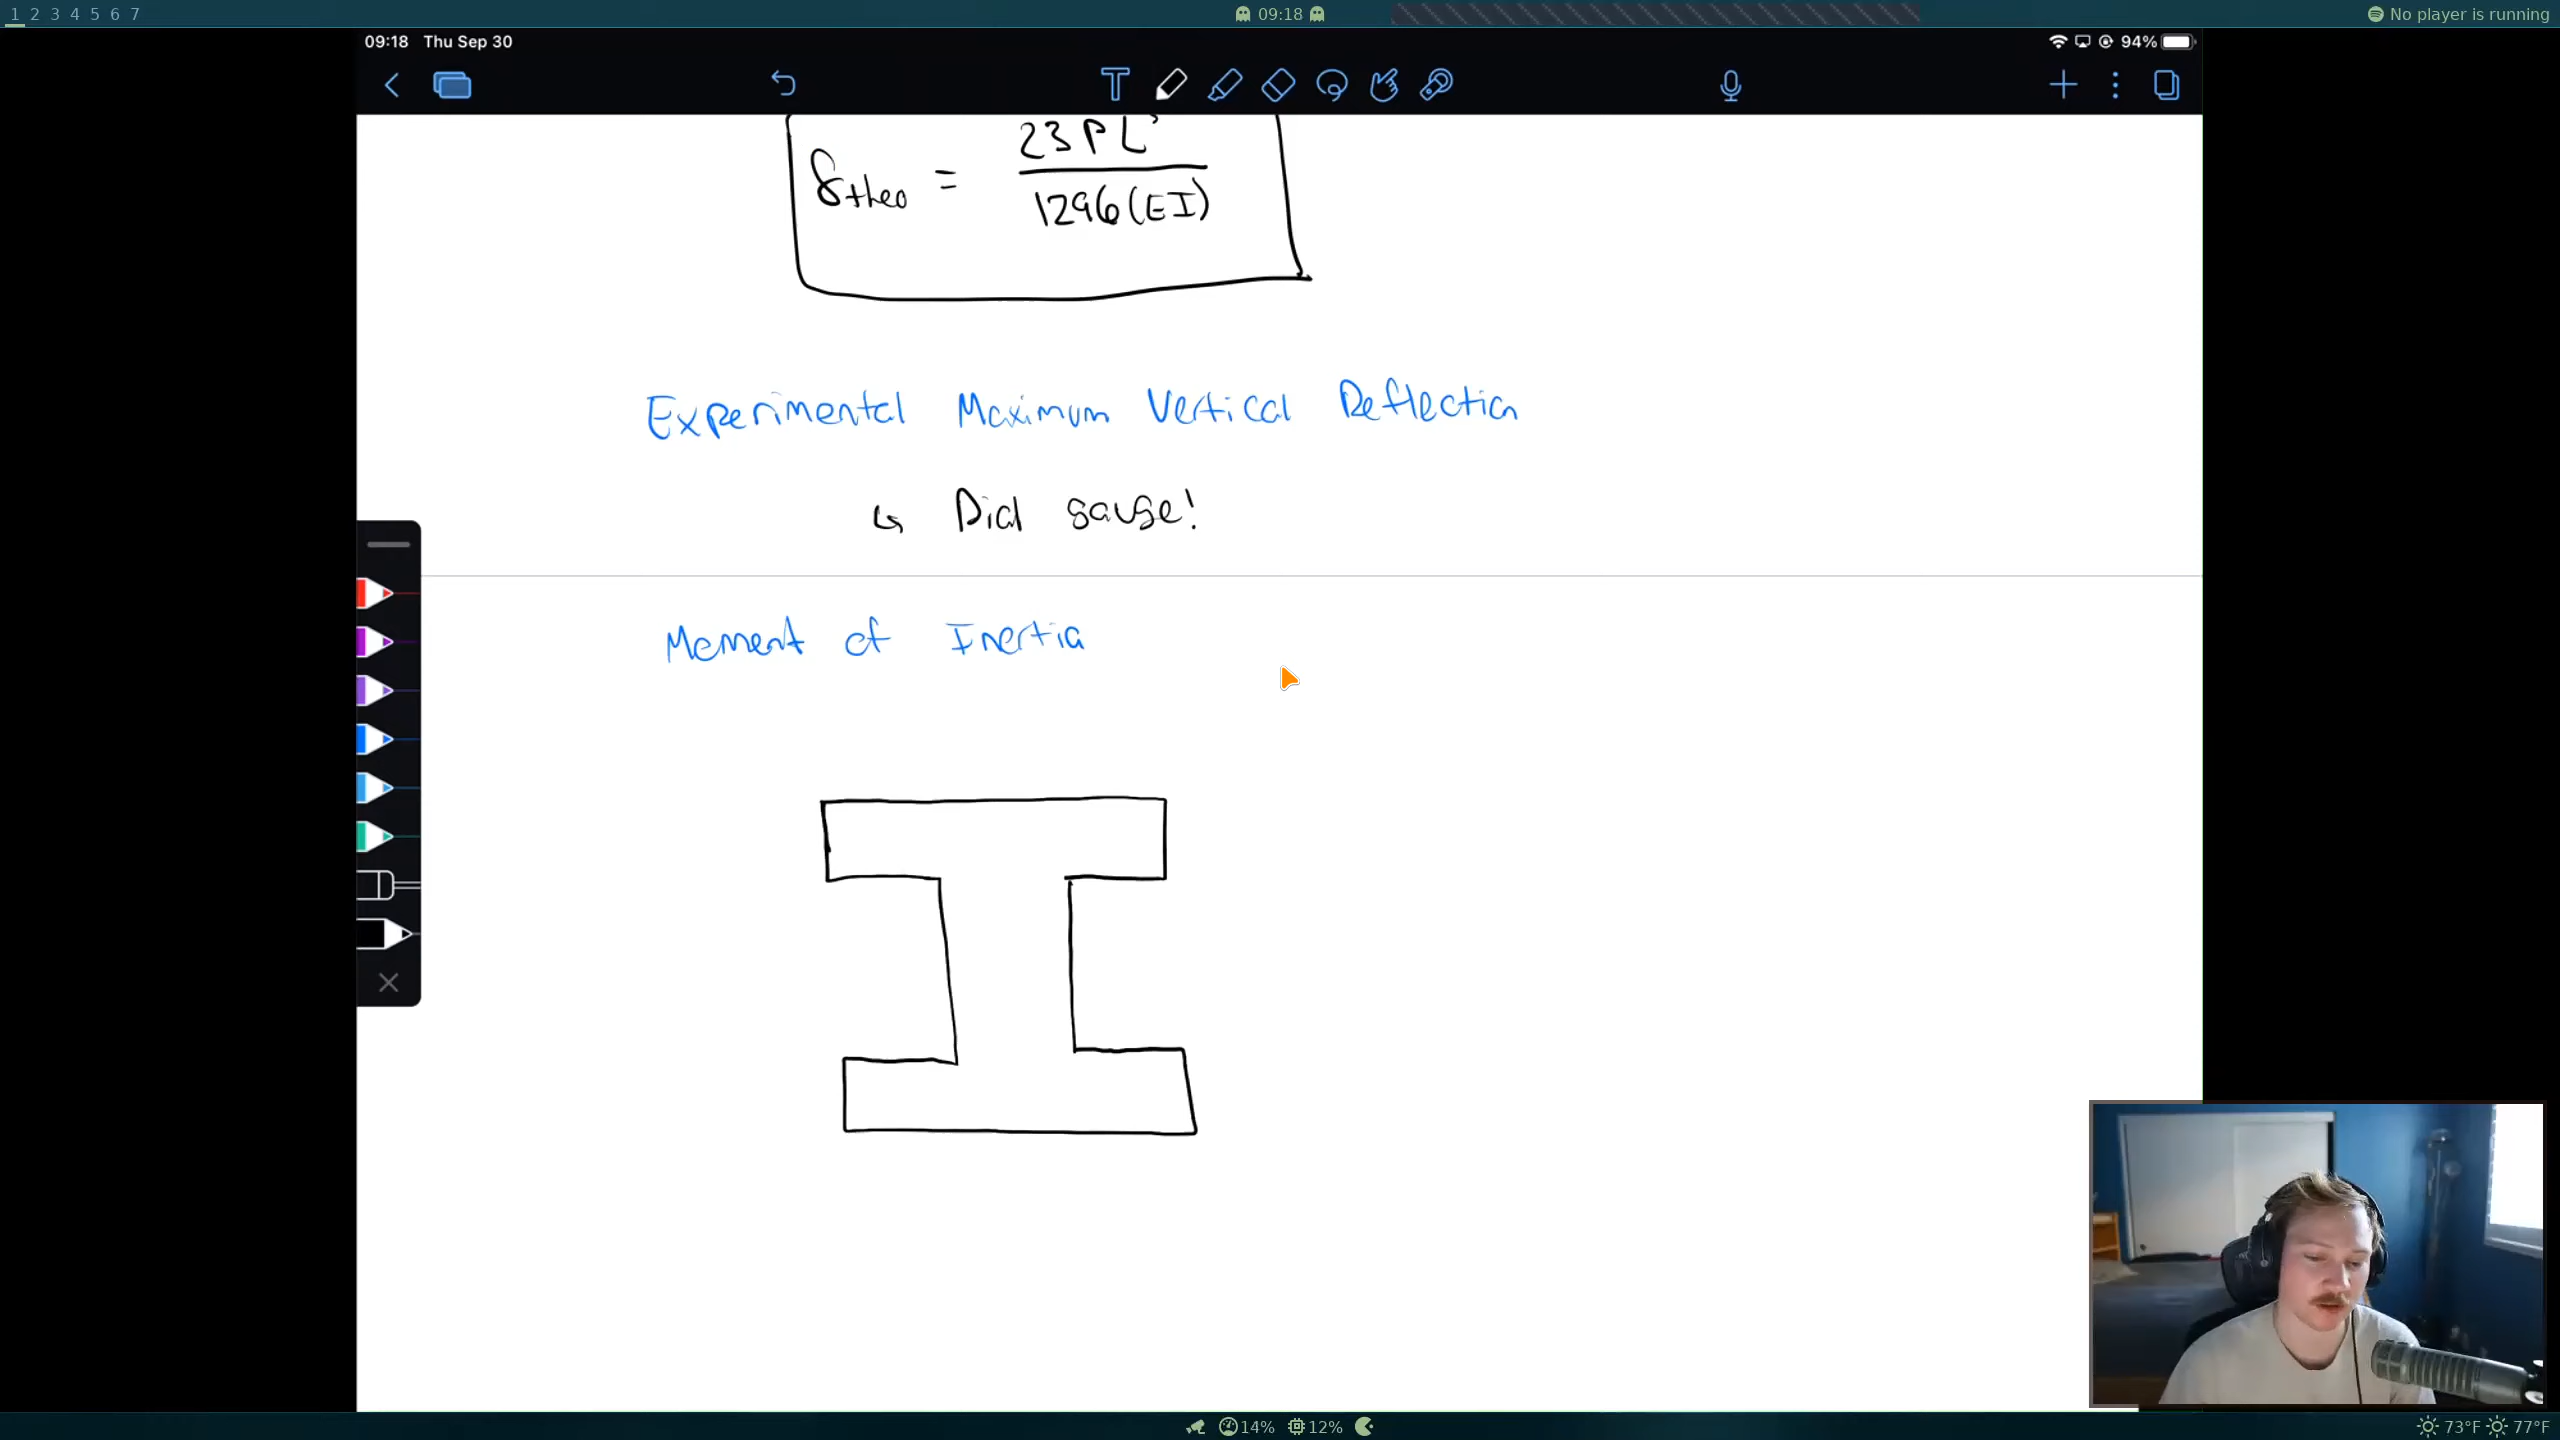 1 2 3 4 5 6 7
09:18
No player is running
09:18 Thu Sep 30
94%
T
23PL³
δtheo =
1296(EI)
Experimental Maximum Vertical Deflection
↳ Dial gauge!
Moment of Inertia
14% 12%
73°F 77°F